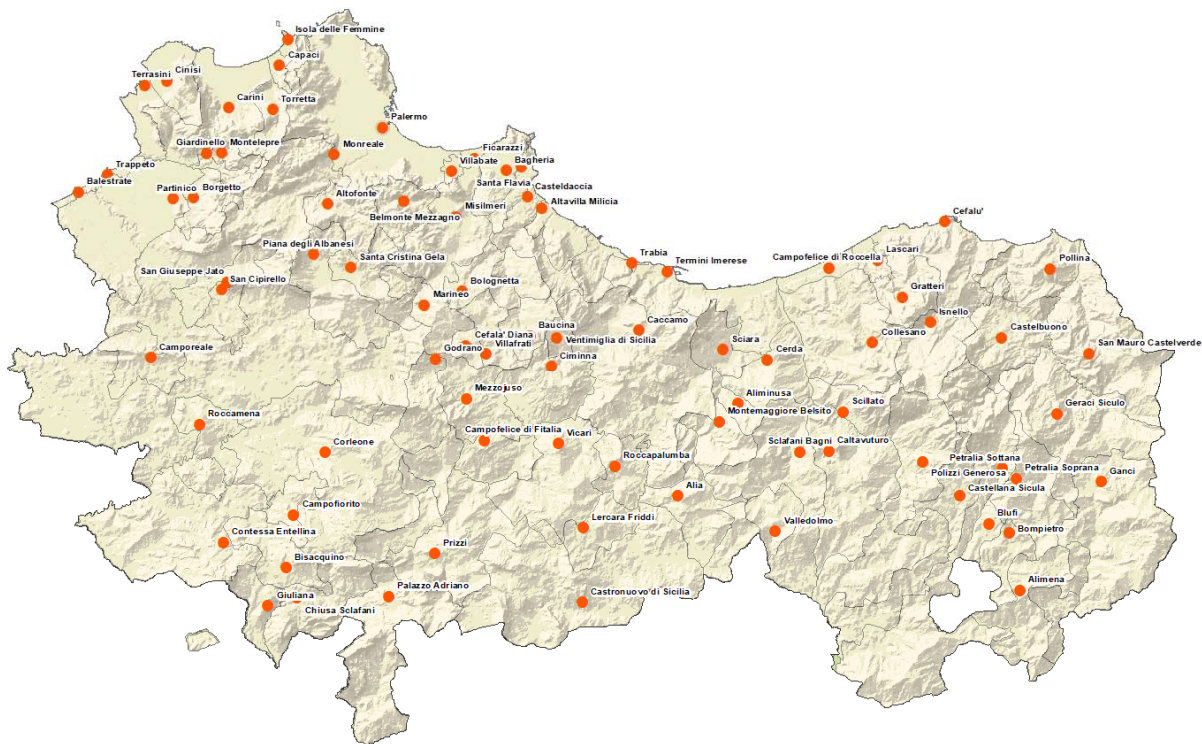 Isola delle Femmine
Capaci
Terrasini
Cinisi
Carini
Torretta
Palermo
Giardinello
Montelepre
Monreale
Ficarazzi
Villabate
Bagheria
Trappeto
Balestrate
Partinico
Borgetto
Altofonte
Santa Flavia
Casteldaccia
Altavilla Milicia
Misilmeri
Belmonte Mezzagno
Cefalu'
Piana degli Albanesi
Santa Cristina Gela
Trabia
Termini Imerese
Lascari
Campofelice di Roccella
Pollina
San Giuseppe Jato
San Cipirello
Bolognetta
Marineo
Gratteri
Isnello
Caccamo
Baucina
Cefala' Diana
Villafrati
Godrano
Ventimiglia di Sicilia
Ciminna
Sciara
Cerda
Collesano
Castelbuono
San Mauro Castelverde
Camporeale
Mezzojuso
Aliminusa
Montemaggiore Belsito
Scillato
Geraci Siculo
Roccamena
Corleone
Campofelice di Fitalia
Vicari
Roccapalumba
Sclafani Bagni
Caltavuturo
Petralia Sottana
Polizzi Generosa
Petralia Soprana
Ganci
Castellana Sicula
Alia
Campofiorito
Lercara Friddi
Valledolmo
Blufi
Bompietro
Contessa Entellina
Bisacquino
Prizzi
Giuliana
Chiusa Sclafani
Palazzo Adriano
Castronuovo di Sicilia
Alimena